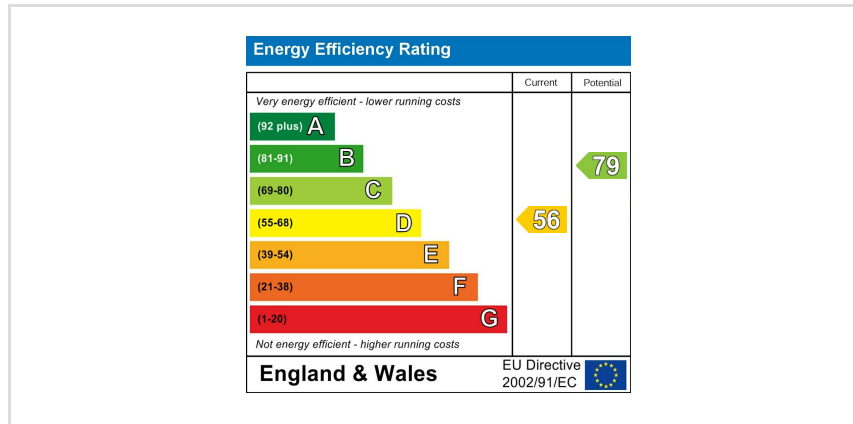 Energy Efficiency Rating
Current Potential
Very energy efficient - lower running costs
(92 plus) A
(81-91) B
79
(69-80) C
(55-68) D
56
(39-54) E
(21-38) F
(1-20) G
Not energy efficient - higher running costs
England & Wales
EU Directive
2002/91/EC